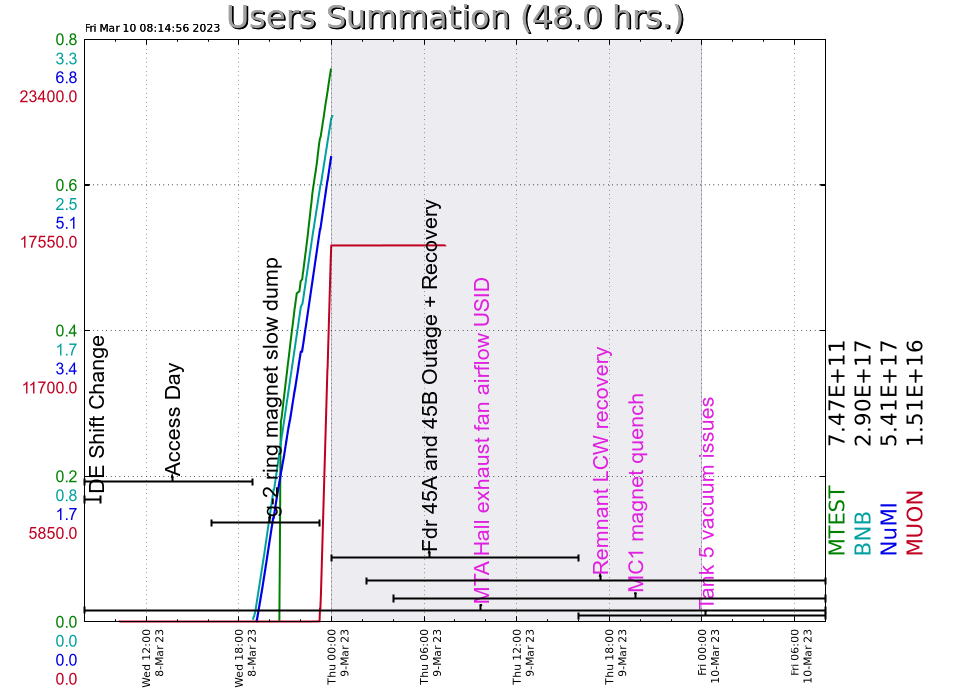 Users Summation (48.0 hrs.)
Fri Mar 10 08:14:56 2023
0.8
3.3
6.8
23400.0
0.6
2.5
5.1
17550.0
0.4
1.7
3.4
11700.0
0.2
0.8
1.7
5850.0
0.0
0.0
0.0
0.0
DE Shift Change
Access Day
g-2 ring magnet slow dump
Fdr 45A and 45B Outage + Recovery
MTA Hall exhaust fan airflow USID
Remnant LCW recovery
MC1 magnet quench
Tank 5 vacuum issues
Wed 12:00
8-Mar 23
Wed 18:00
8-Mar 23
Thu 00:00
9-Mar 23
Thu 06:00
9-Mar 23
Thu 12:00
9-Mar 23
Thu 18:00
9-Mar 23
Fri 00:00
10-Mar 23
Fri 06:00
10-Mar 23
MTEST 7.47E+11
BNB 2.90E+17
NuMI 5.41E+17
MUON 1.51E+16